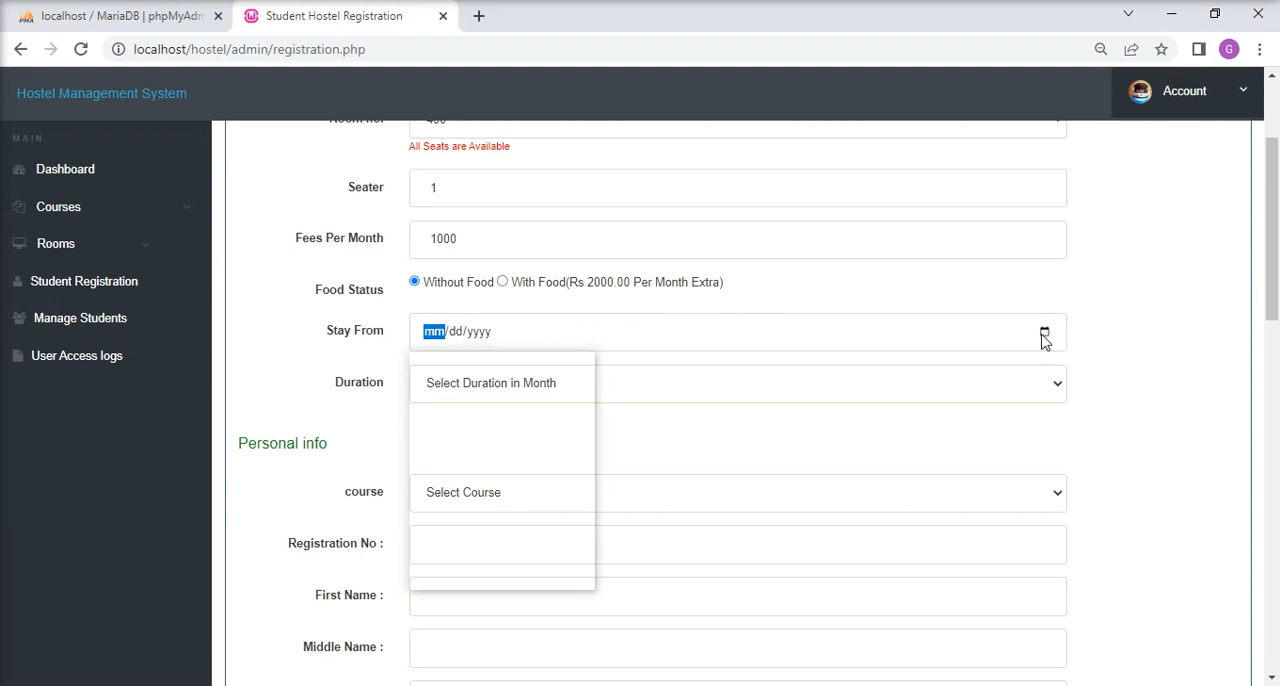 localhost / MariaDB | phpMyAdm
Student Hostel Registration
localhost/hostel/admin/registration.php
G
Hostel Management System
Account
MAIN
Dashboard
Courses
Rooms
Student Registration
Manage Students
User Access logs
All Seats are Available
Seater
1
Fees Per Month
1000
Food Status
Without Food
With Food(Rs 2000.00 Per Month Extra)
Stay From
mm/dd/yyyy
Duration
Select Duration in Month
Personal info
course
Select Course
Registration No :
First Name :
Middle Name :